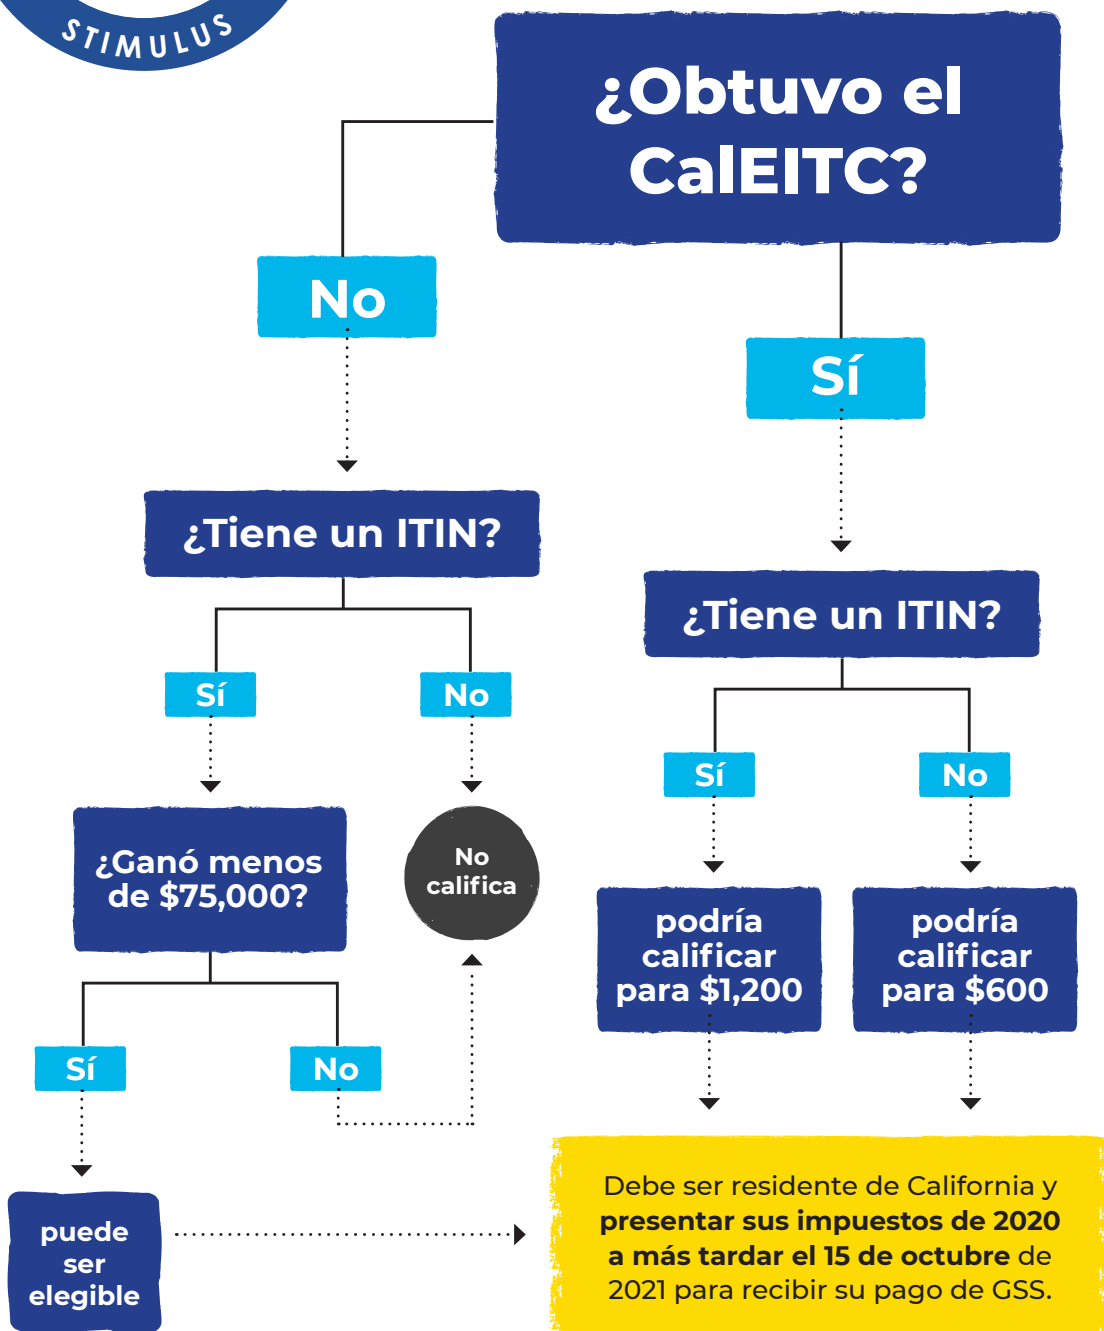 STIMULUS
¿Obtuvo el
CalEITC?
No
Sí
¿Tiene un ITIN?
Sí
No
¿Ganó menos
de $75,000?
No
califica
Sí
No
puede
ser
elegible
¿Tiene un ITIN?
Sí
No
podría
calificar
para $1,200
podría
calificar
para $600
Debe ser residente de California y
presentar sus impuestos de 2020
a más tardar el 15 de octubre de
2021 para recibir su pago de GSS.